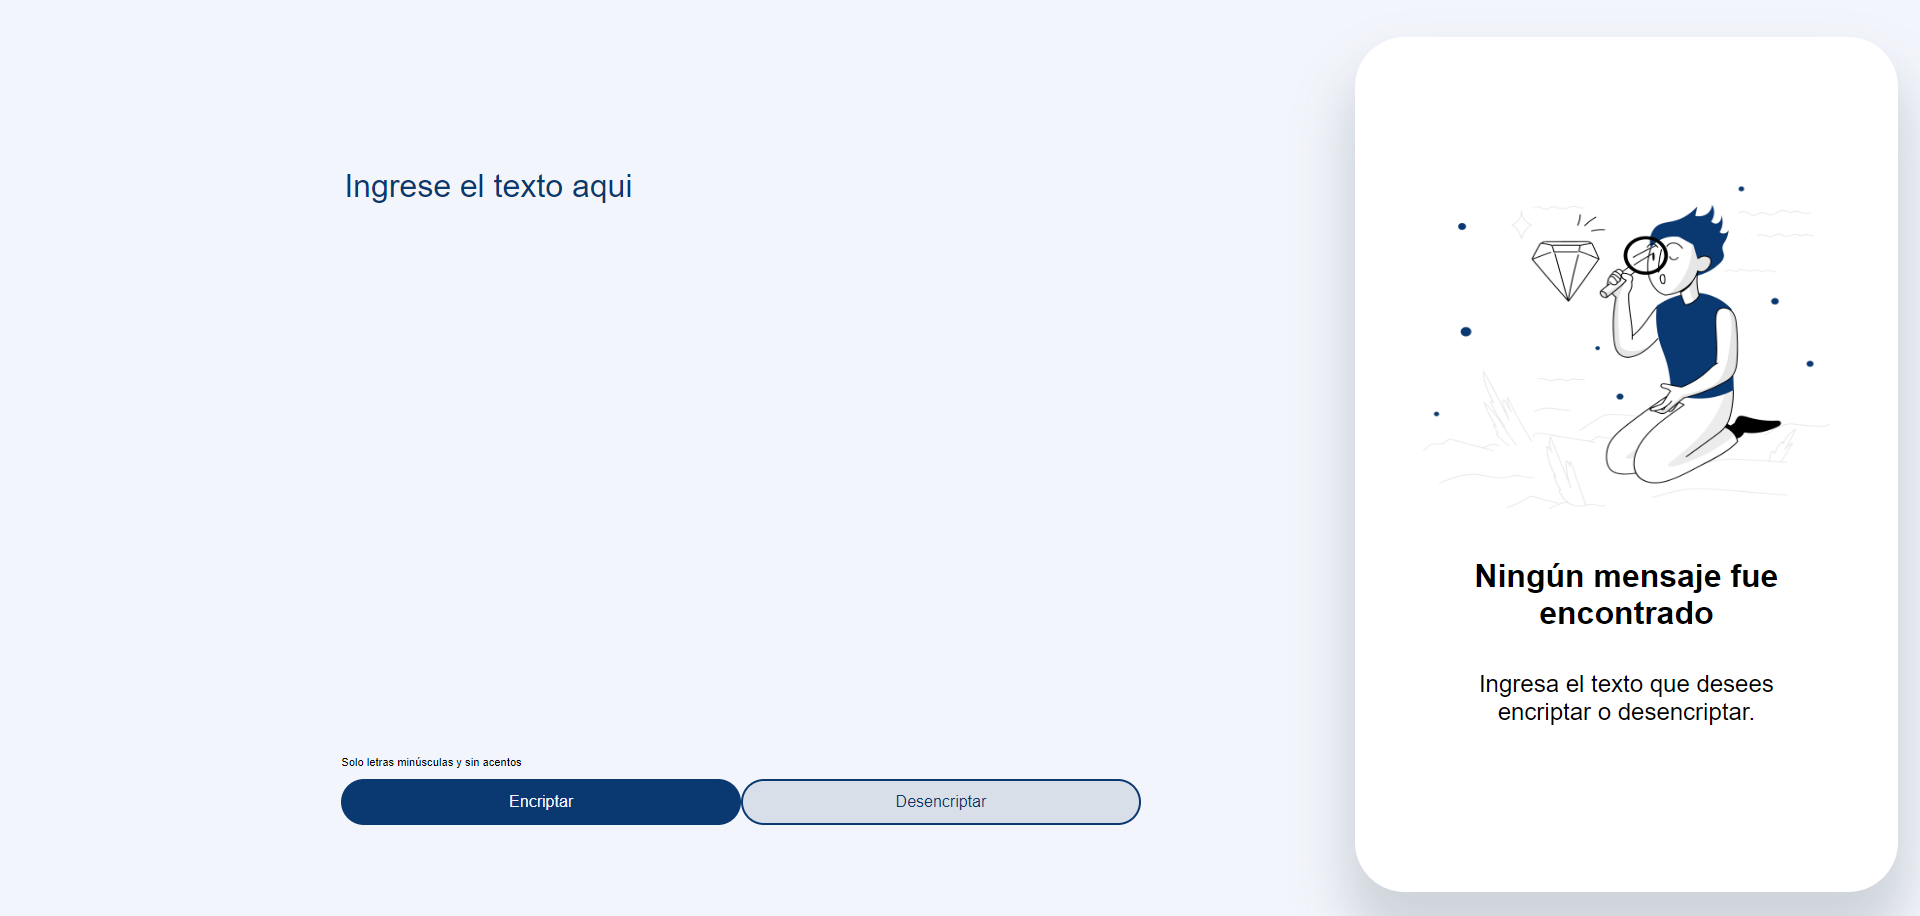 Ingrese el texto aqui
Solo letras minúsculas y sin acentos
Encriptar
Desencriptar
Ningún mensaje fue
encontrado
Ingresa el texto que desees
encriptar o desencriptar.